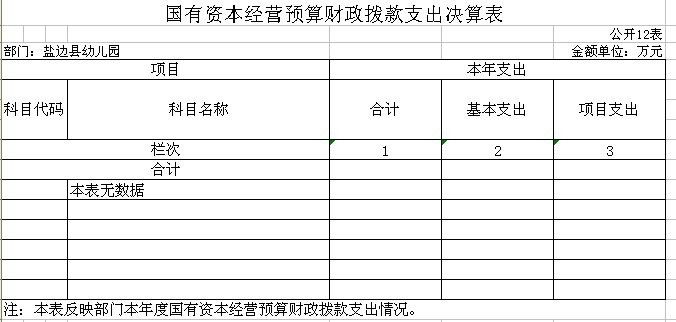 国有资本经营预算财政拨款支出决算表
公开12表
部门：盐边县幼儿园 金额单位：万元
项目 本年支出
科目代码 科目名称 合计 基本支出 项目支出
栏次 1 2 3
合计
本表无数据
注：本表反映部门本年度国有资本经营预算财政拨款支出情况。